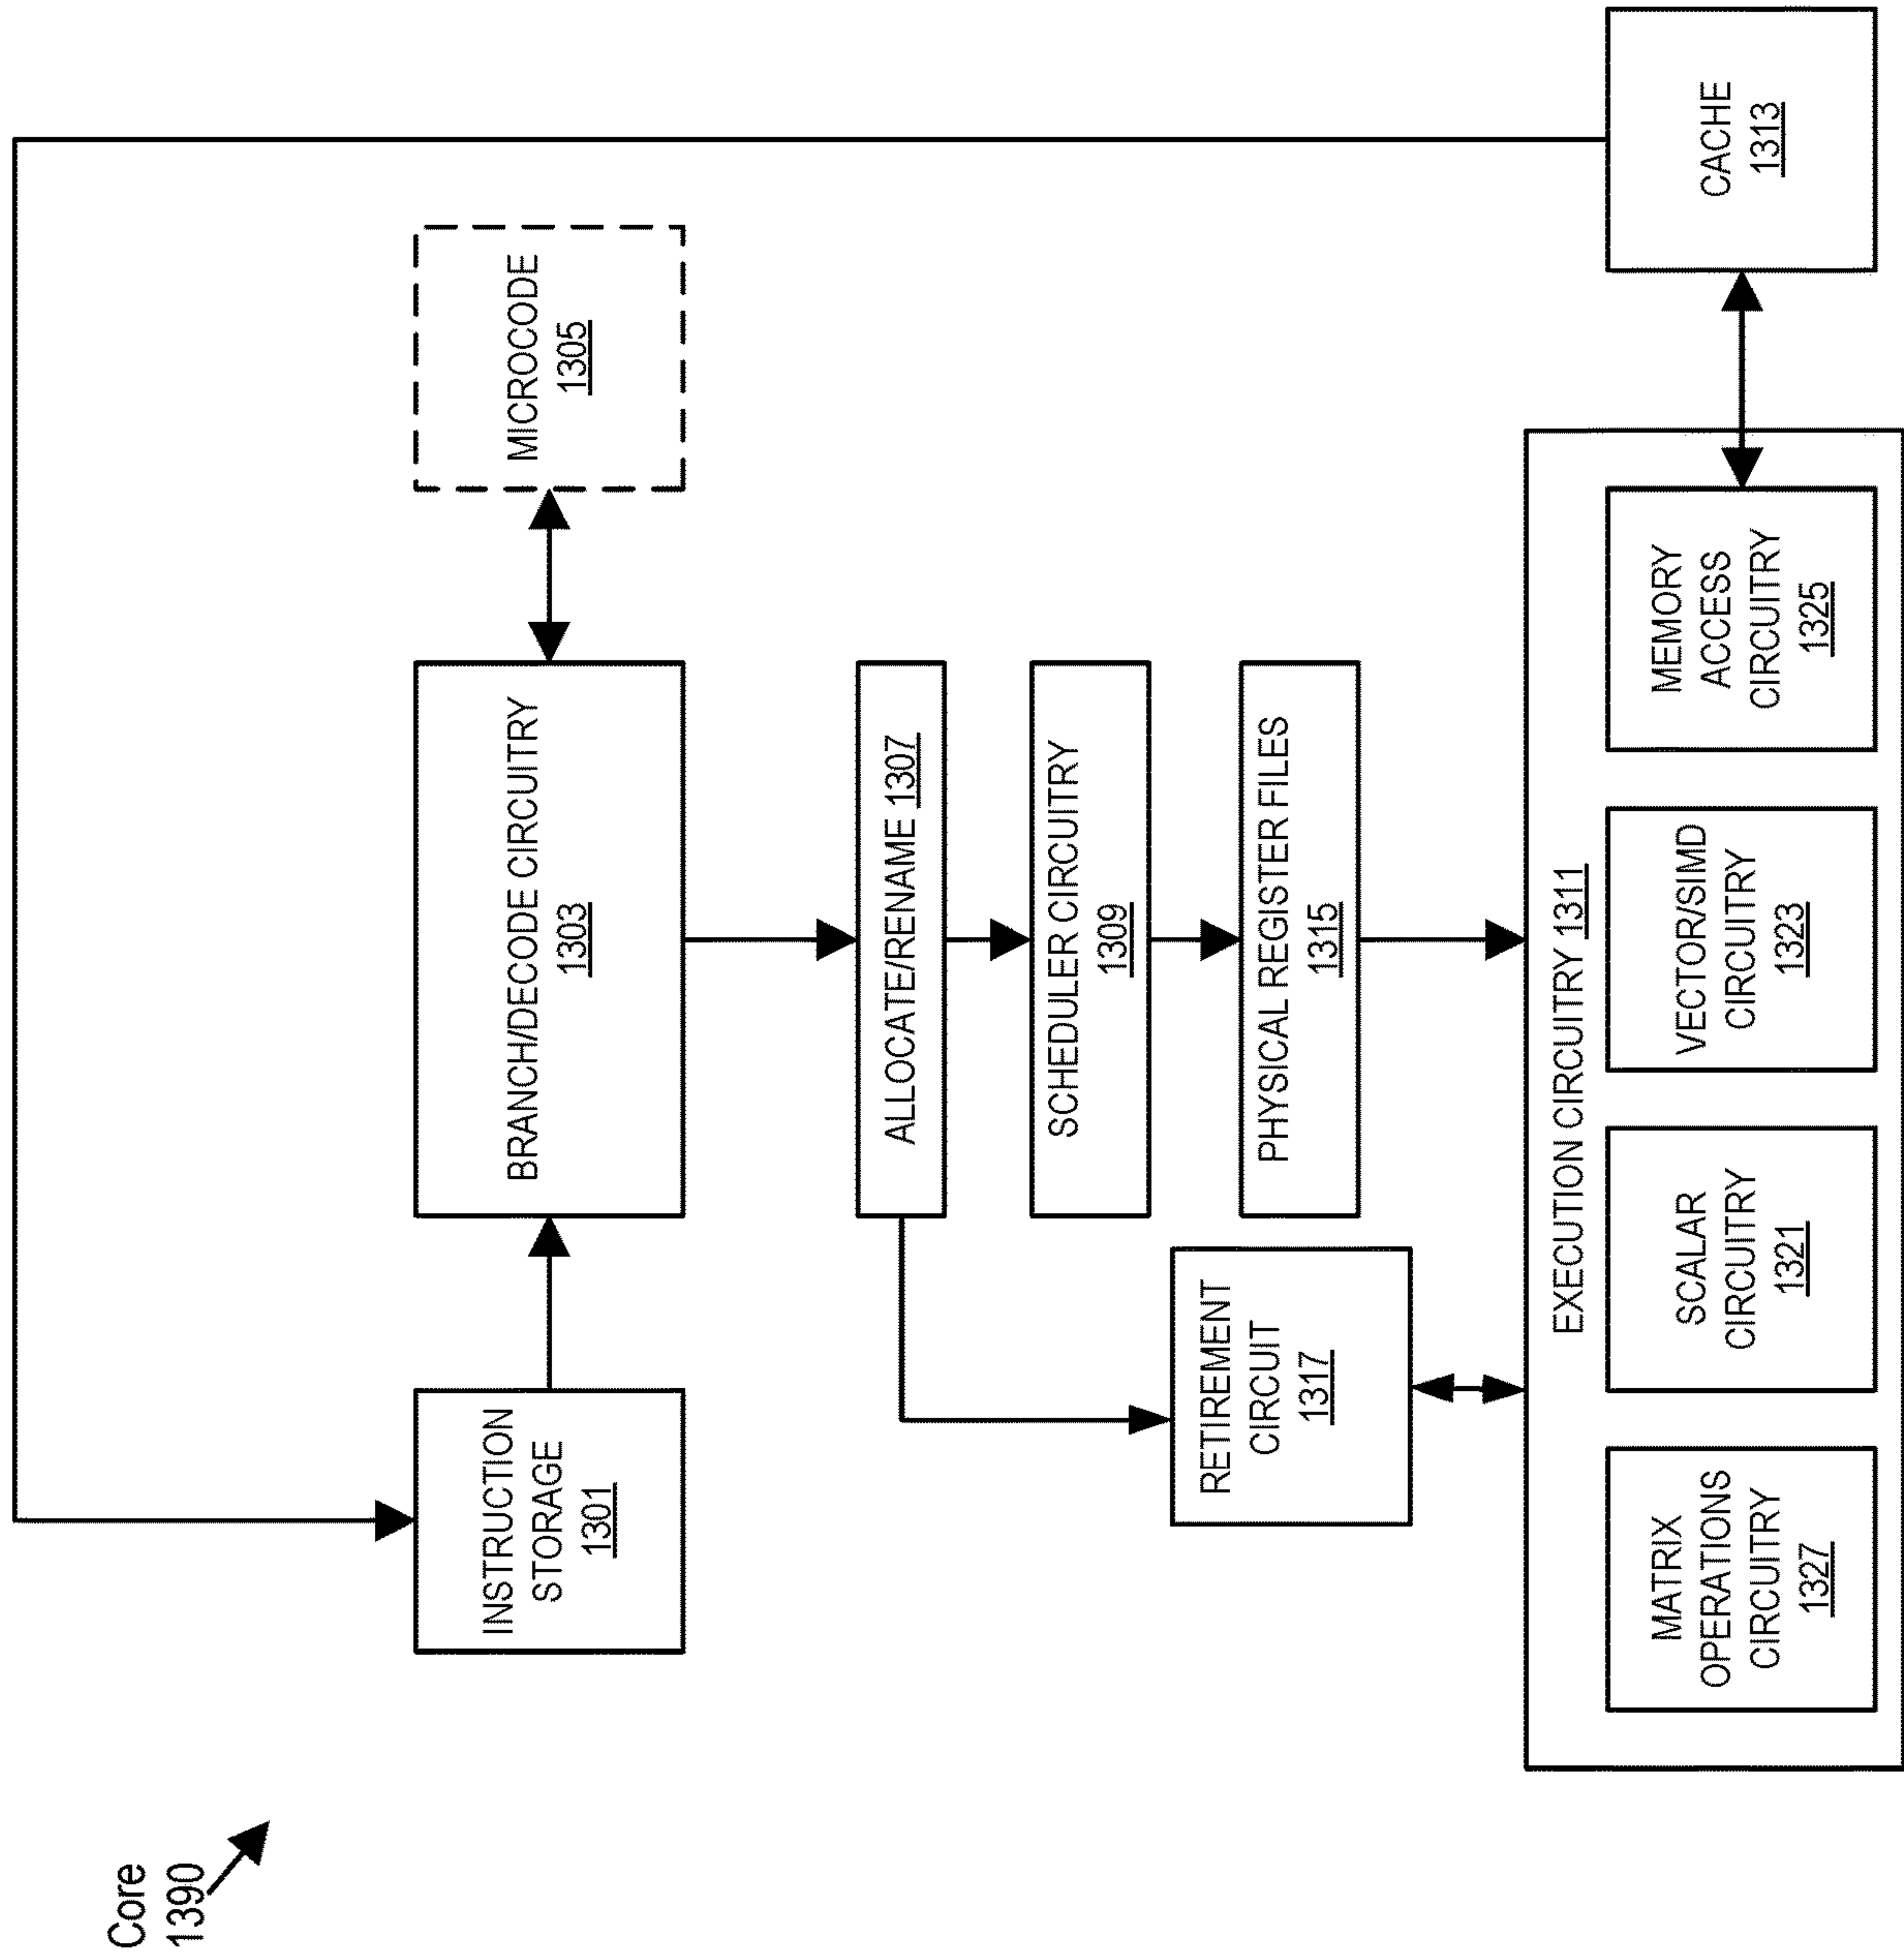 Core
1390
INSTRUCTION
STORAGE
1301
BRANCH/DECODE CIRCUITRY
1303
MICROCODE
1305
ALLOCATE/RENAME 1307
SCHEDULER CIRCUITRY
1309
PHYSICAL REGISTER FILES
1315
RETIREMENT
CIRCUIT
1317
EXECUTION CIRCUITRY 1311
MATRIX
OPERATIONS
CIRCUITRY
1327
SCALAR
CIRCUITRY
1321
VECTOR/SIMD
CIRCUITRY
1323
MEMORY
ACCESS
CIRCUITRY
1325
CACHE
1313